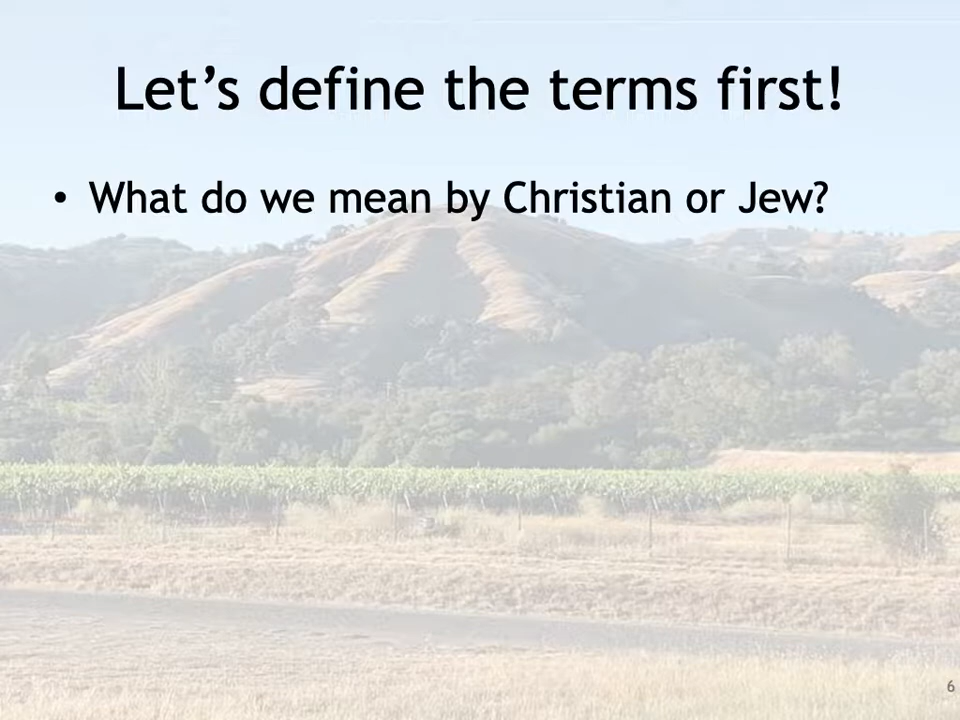 Let’s define the terms first!
• What do we mean by Christian or Jew?
6